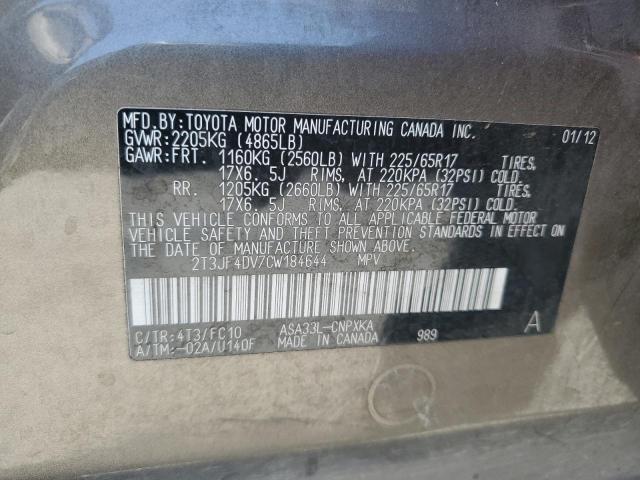 MFD.BY:TOYOTA MOTOR MANUFACTURING CANADA INC. 01/12
GVWR:2205KG (4865LB)
GAWR:FRT. 1160KG (2560LB) WITH 225/65R17 TIRES,
17X6. 5J RIMS, AT 220KPA (32PSI) COLD.
RR. 1205KG (2660LB) WITH 225/65R17 TIRES,
17X6. 5J RIMS, AT 220KPA (32PSI) COLD.
THIS VEHICLE CONFORMS TO ALL APPLICABLE FEDERAL MOTOR
VEHICLE SAFETY AND THEFT PREVENTION STANDARDS IN EFFECT ON
THE DATE OF MANUFACTURE SHOWN ABOVE.
2T3JF4DV7CW184644 MPV
C/TR:4T3/FC10 ASA33L-CNPXKA A
A/TM:-02A/U140F MADE IN CANADA 989